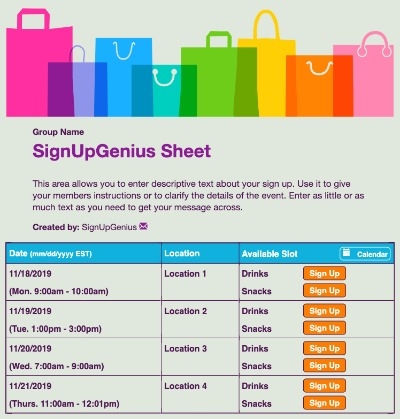 Group Name
SignUpGenius Sheet
This area allows you to enter descriptive text about your sign up. Use it to give
your members instructions or to clarify the details of the event. Enter as little or as
much text as you need to get your message across.
Created by: SignUpGenius
Date (mm/dd/yyyy EST) Location Available Slot Calendar
11/18/2019 Location 1 Drinks Sign Up
(Mon. 9:00am - 10:00am) Snacks Sign Up
11/19/2019 Location 2 Drinks Sign Up
(Tue. 1:00pm - 3:00pm) Snacks Sign Up
11/20/2019 Location 3 Drinks Sign Up
(Wed. 7:00am - 9:00am) Snacks Sign Up
11/21/2019 Location 4 Drinks Sign Up
(Thurs. 11:00am - 12:01pm) Snacks Sign Up